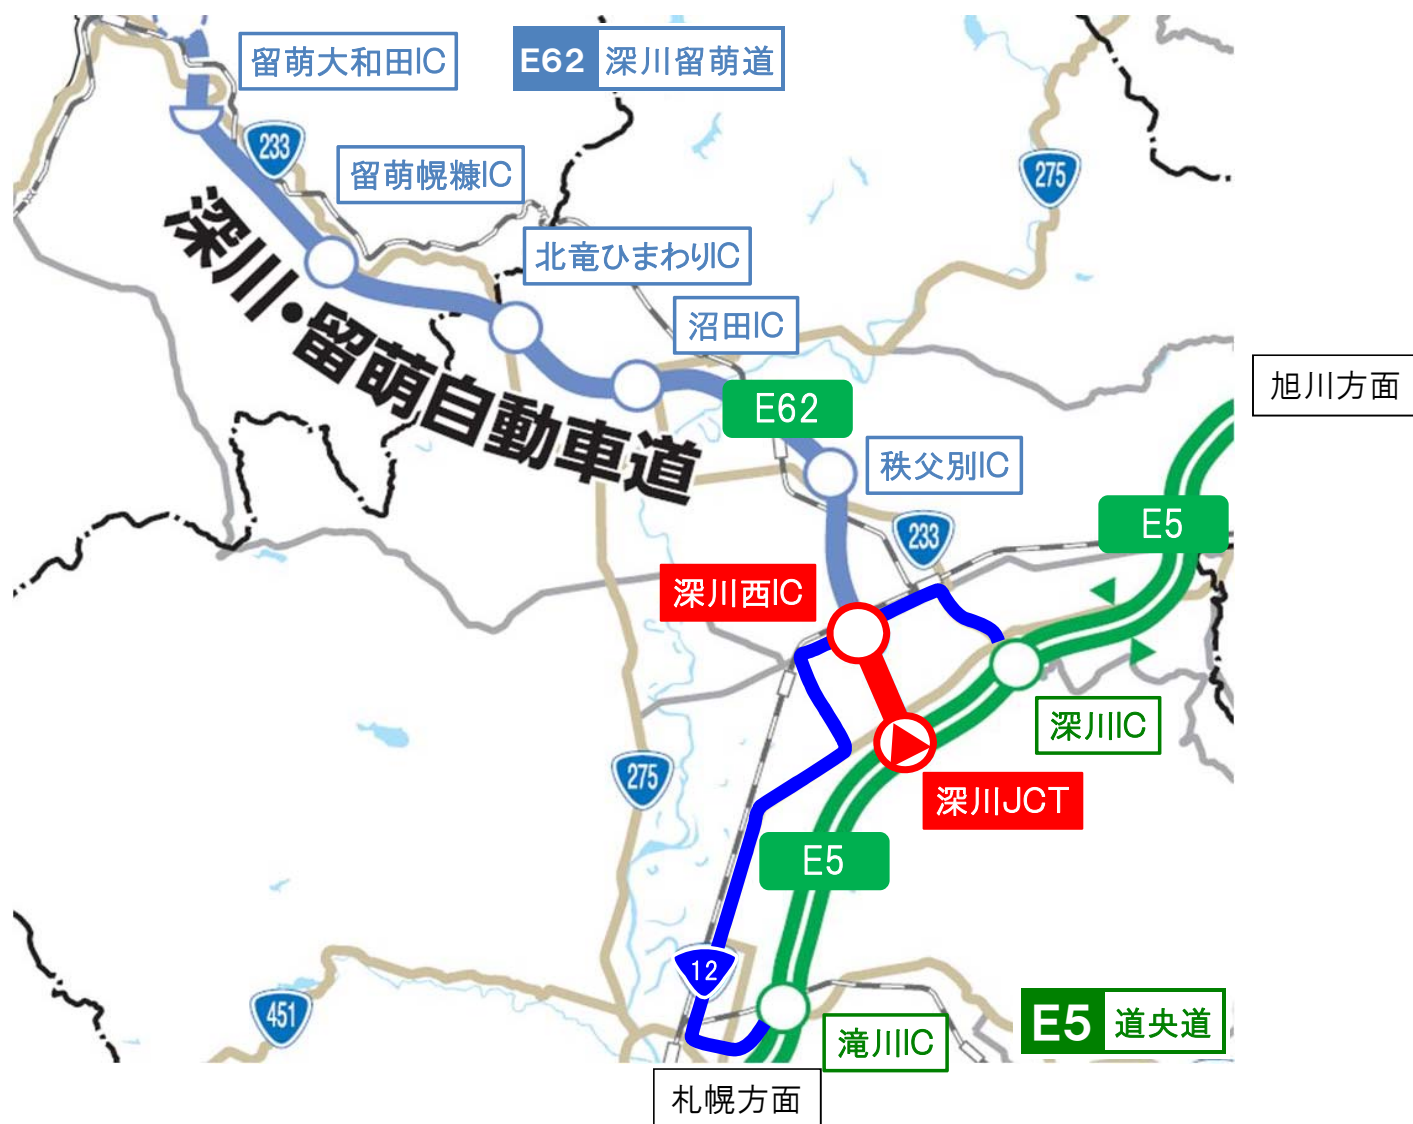 留萌大和田IC
E62 深川留萌道
233
留萌幌糠IC
275
北竜ひまわりIC
深川・留萌自動車道
沼田IC
旭川方面
E62
秩父別IC
E5
233
深川西IC
深川IC
275
深川JCT
E5
12
451
E5 道央道
滝川IC
札幌方面